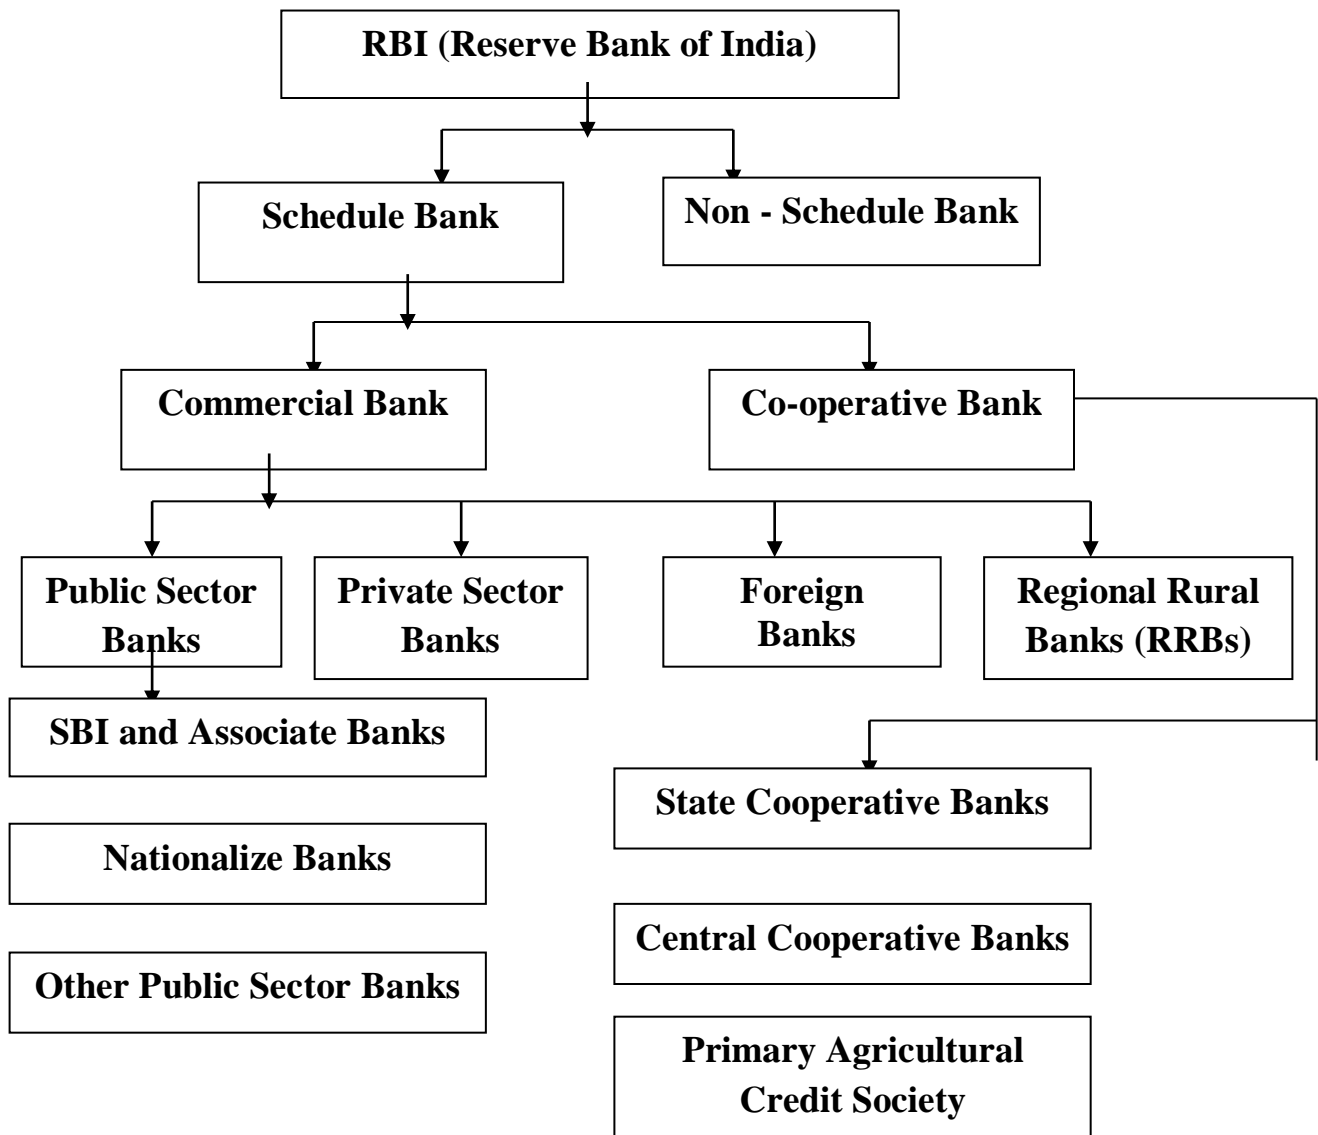 RBI (Reserve Bank of India)
Schedule Bank
Non - Schedule Bank
Commercial Bank
Co-operative Bank
Public Sector
Banks
Private Sector
Banks
Foreign
Banks
Regional Rural
Banks (RRBs)
SBI and Associate Banks
State Cooperative Banks
Nationalize Banks
Central Cooperative Banks
Other Public Sector Banks
Primary Agricultural
Credit Society